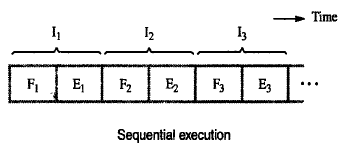 Time
I₁ I₂ I₃
F₁ E₁ F₂ E₂ F₃ E₃ ...
Sequential execution